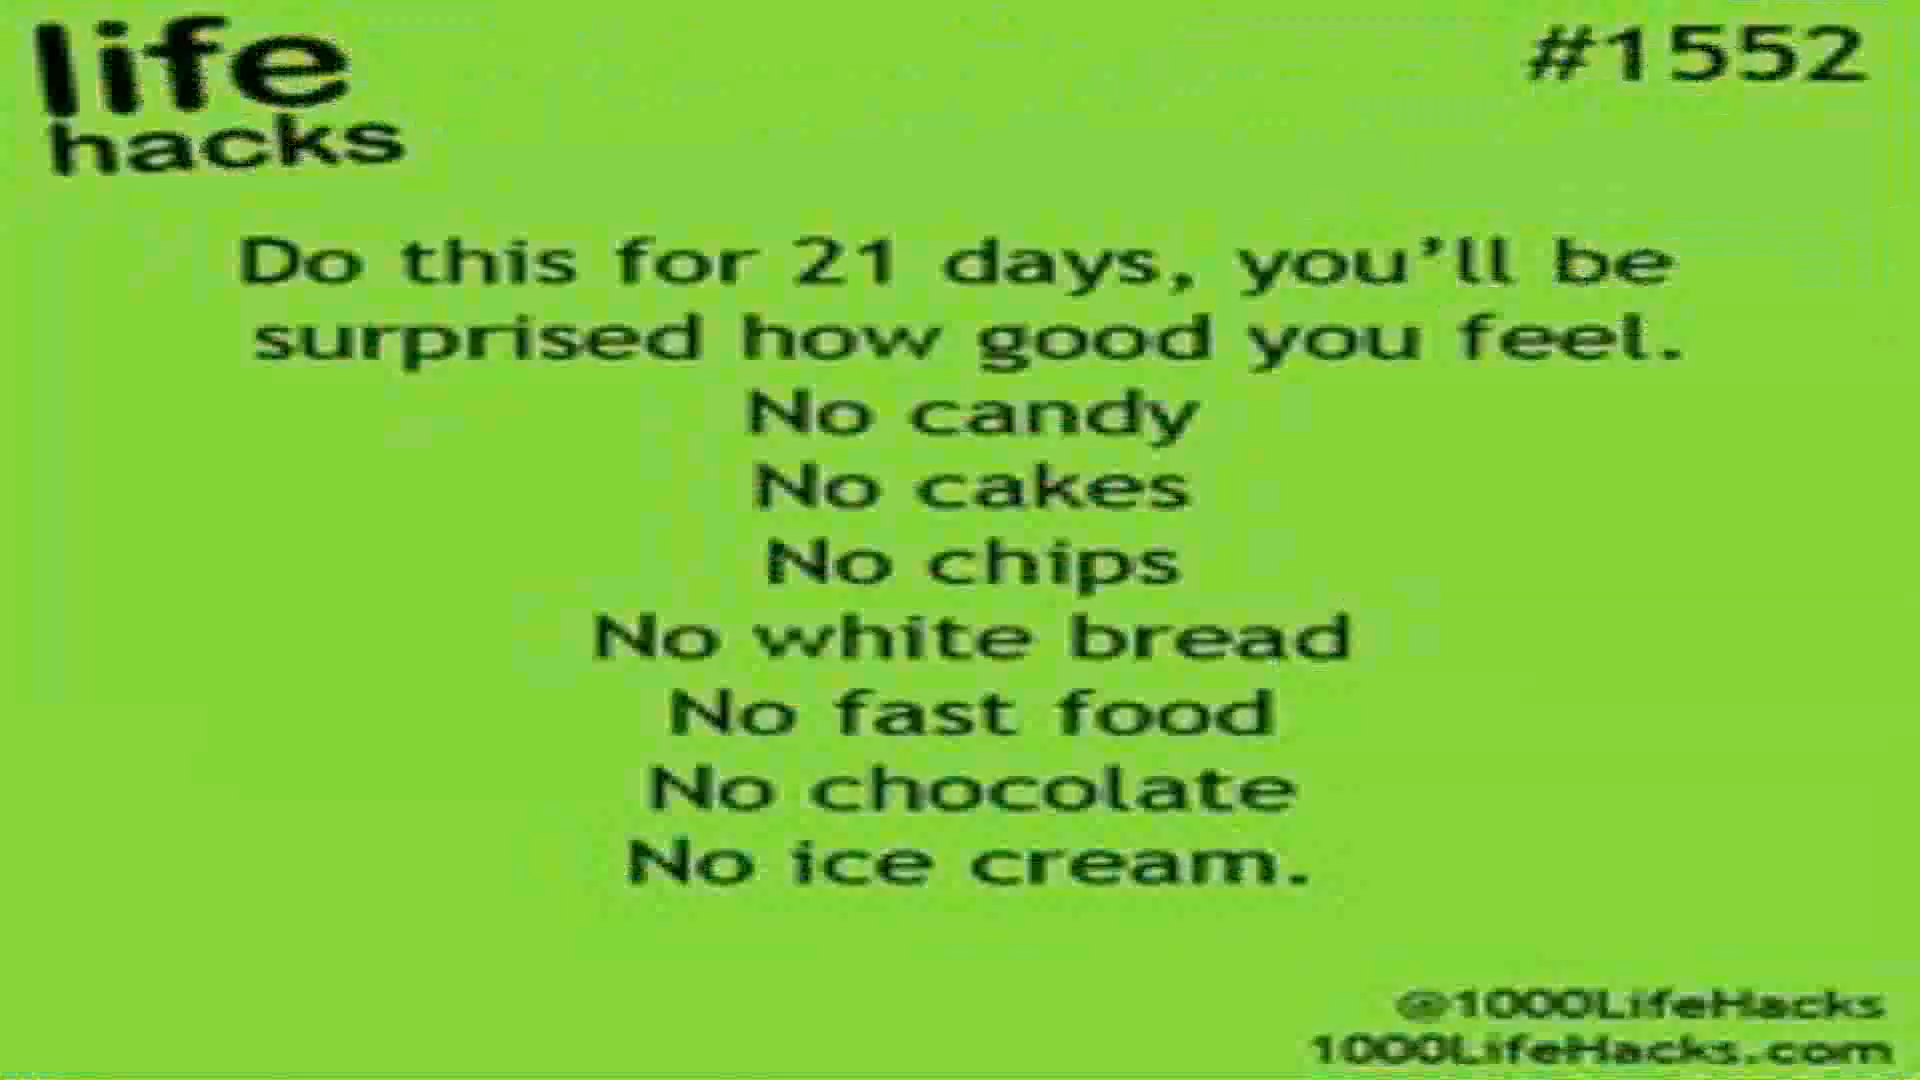 life
hacks
#1552
Do this for 21 days, you'll be
surprised how good you feel.
No candy
No cakes
No chips
No white bread
No fast food
No chocolate
No ice cream.
@1000LifeHacks
1000LifeHacks.com